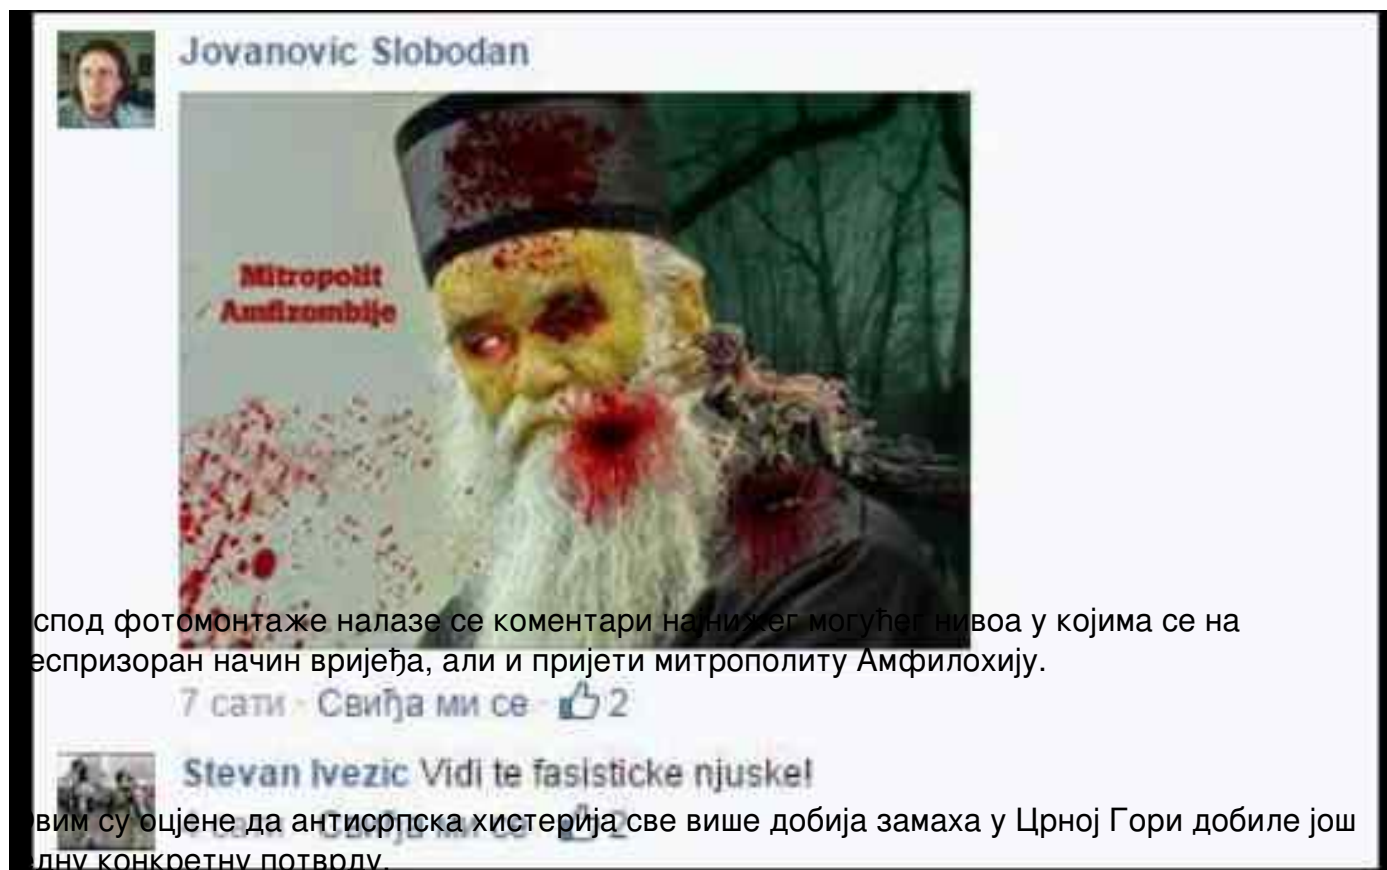 Jovanovic Slobodan
Mitropolit
Amfizombije
спод фотомонтаже налазе се коментари најнижег могућег нивоа у којима се на
еспризоран начин вријеђа, али и пријети митрополиту Амфилохију.
7 сати · Свиђа ми се · 2
Stevan Ivezic Vidi te fasisticke njuske!
вим су оцјене да антисрпска хистерија све више добија замаха у Црној Гори добиле још
едну конкретну потврду.